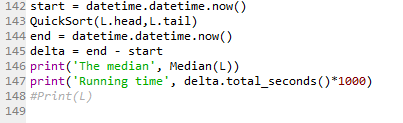 142 start = datetime.datetime.now()
143 QuickSort(L.head,L.tail)
144 end = datetime.datetime.now()
145 delta = end - start
146 print('The median', Median(L))
147 print('Running time', delta.total_seconds()*1000)
148 #Print(L)
149